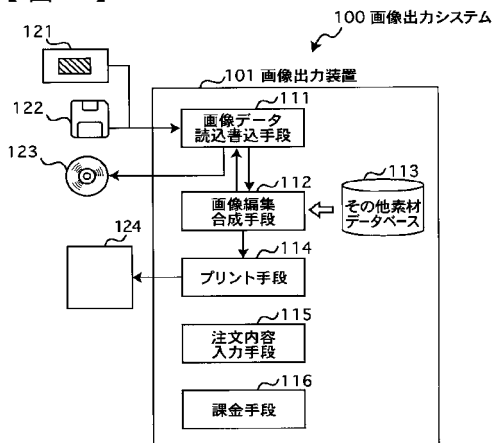 100 画像出力システム
121
101 画像出力装置
111
画像データ
読込書込手段
122
123
112
画像編集
合成手段
113
その他素材
データベース
124
114
プリント手段
115
注文内容
入力手段
116
課金手段